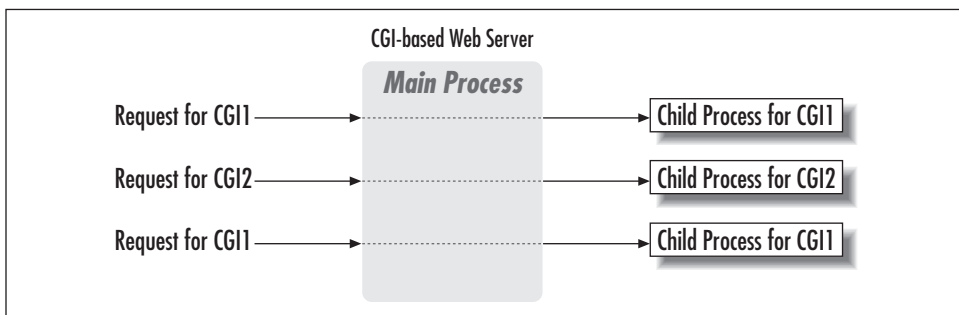 CGI-based Web Server
Main Process
Request for CGI1
Child Process for CGI1
Request for CGI2
Child Process for CGI2
Request for CGI1
Child Process for CGI1